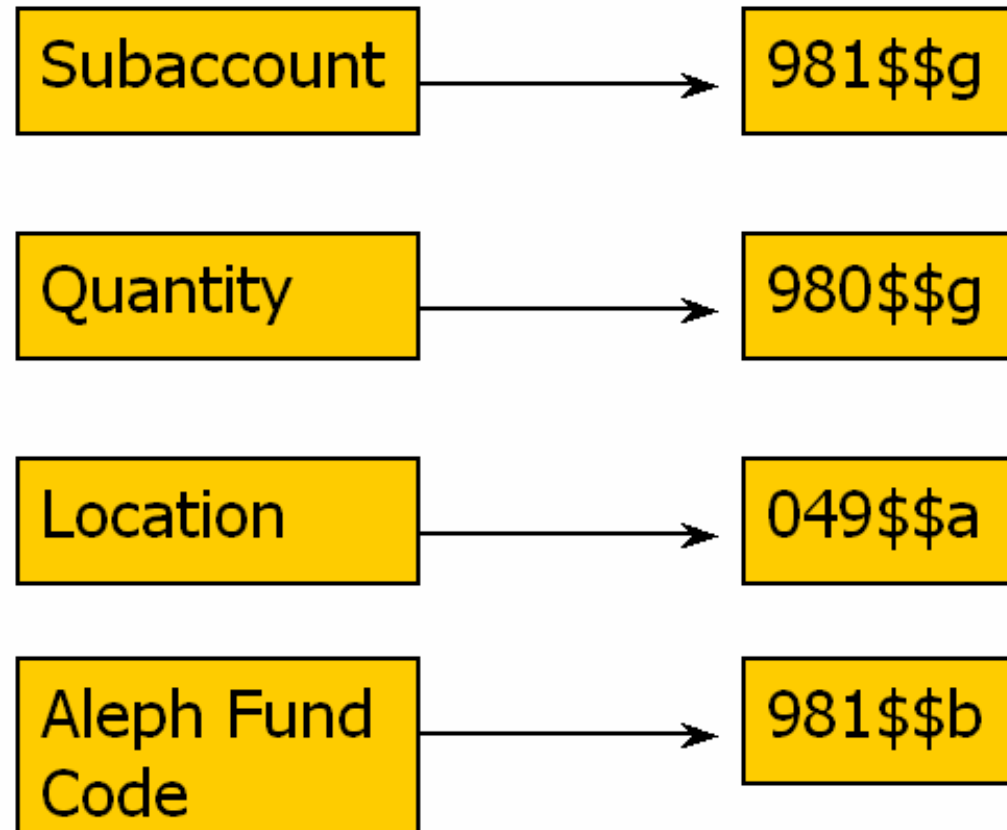 Subaccount 981$$g
Quantity 980$$g
Location 049$$a
Aleph Fund 981$$b
Code